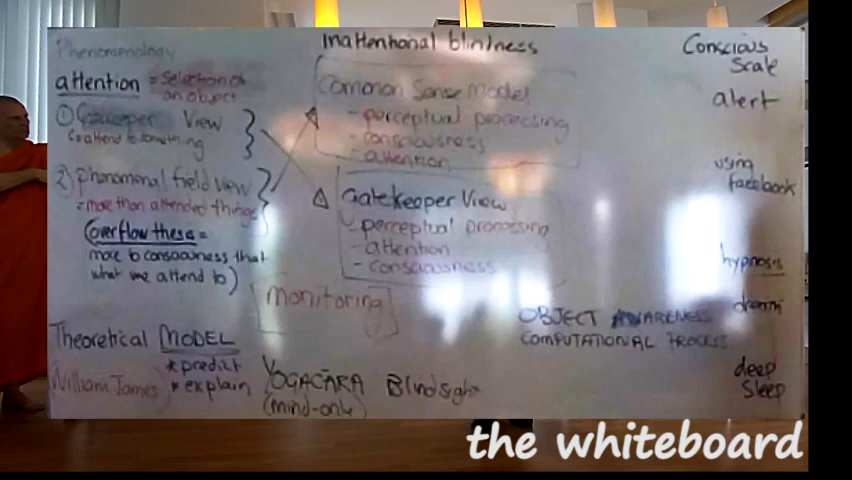 Phenomenology
attention = selection of
an object
① Gatekeeper View
(= attend to something
2) phenomenal field view
= more than attended things
(overflow thesis =
more to consciousness that
what we attend to)
Theoretical MODEL
* predict
* explain
William James
Inattentional blindness
Common Sense Model
- perceptual processing
- consciousness
- attention
Gatekeeper View
- perceptual processing
- attention
- consciousness
monitoring
YOGACĀRA
(mind-only)
Blindsight
OBJECT AWARENESS
COMPUTATIONAL PROCESS
Conscious
Scale
alert
using
facebook
hypnosis
dream
deep
sleep
the whiteboard